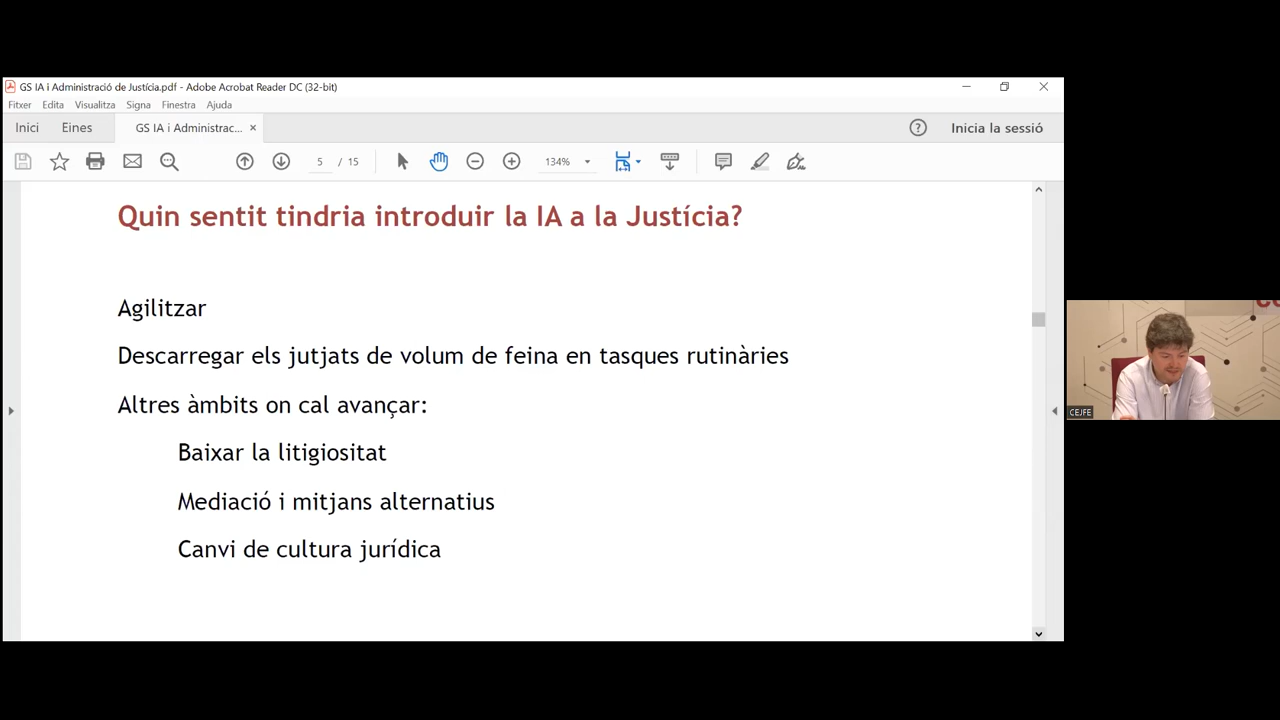 GS IA i Administració de Justícia.pdf - Adobe Acrobat Reader DC (32-bit)
Fitxer Edita Visualitza Signa Finestra Ajuda
Inici Eines GS IA i Administrac... × Inicia la sessió
5 / 15 134%
Quin sentit tindria introduir la IA a la Justícia?
Agilitzar
Descarregar els jutjats de volum de feina en tasques rutinàries
Altres àmbits on cal avançar:
Baixar la litigiositat
Mediació i mitjans alternatius
Canvi de cultura jurídica
CEJFE